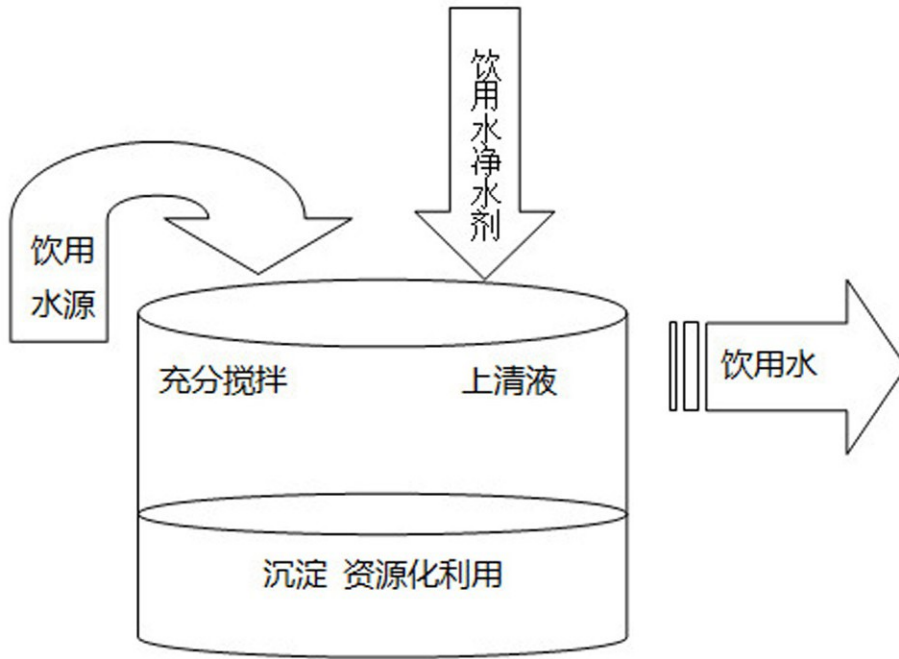 饮用水净水剂
饮用
水源
充分搅拌
上清液
饮用水
沉淀 资源化利用